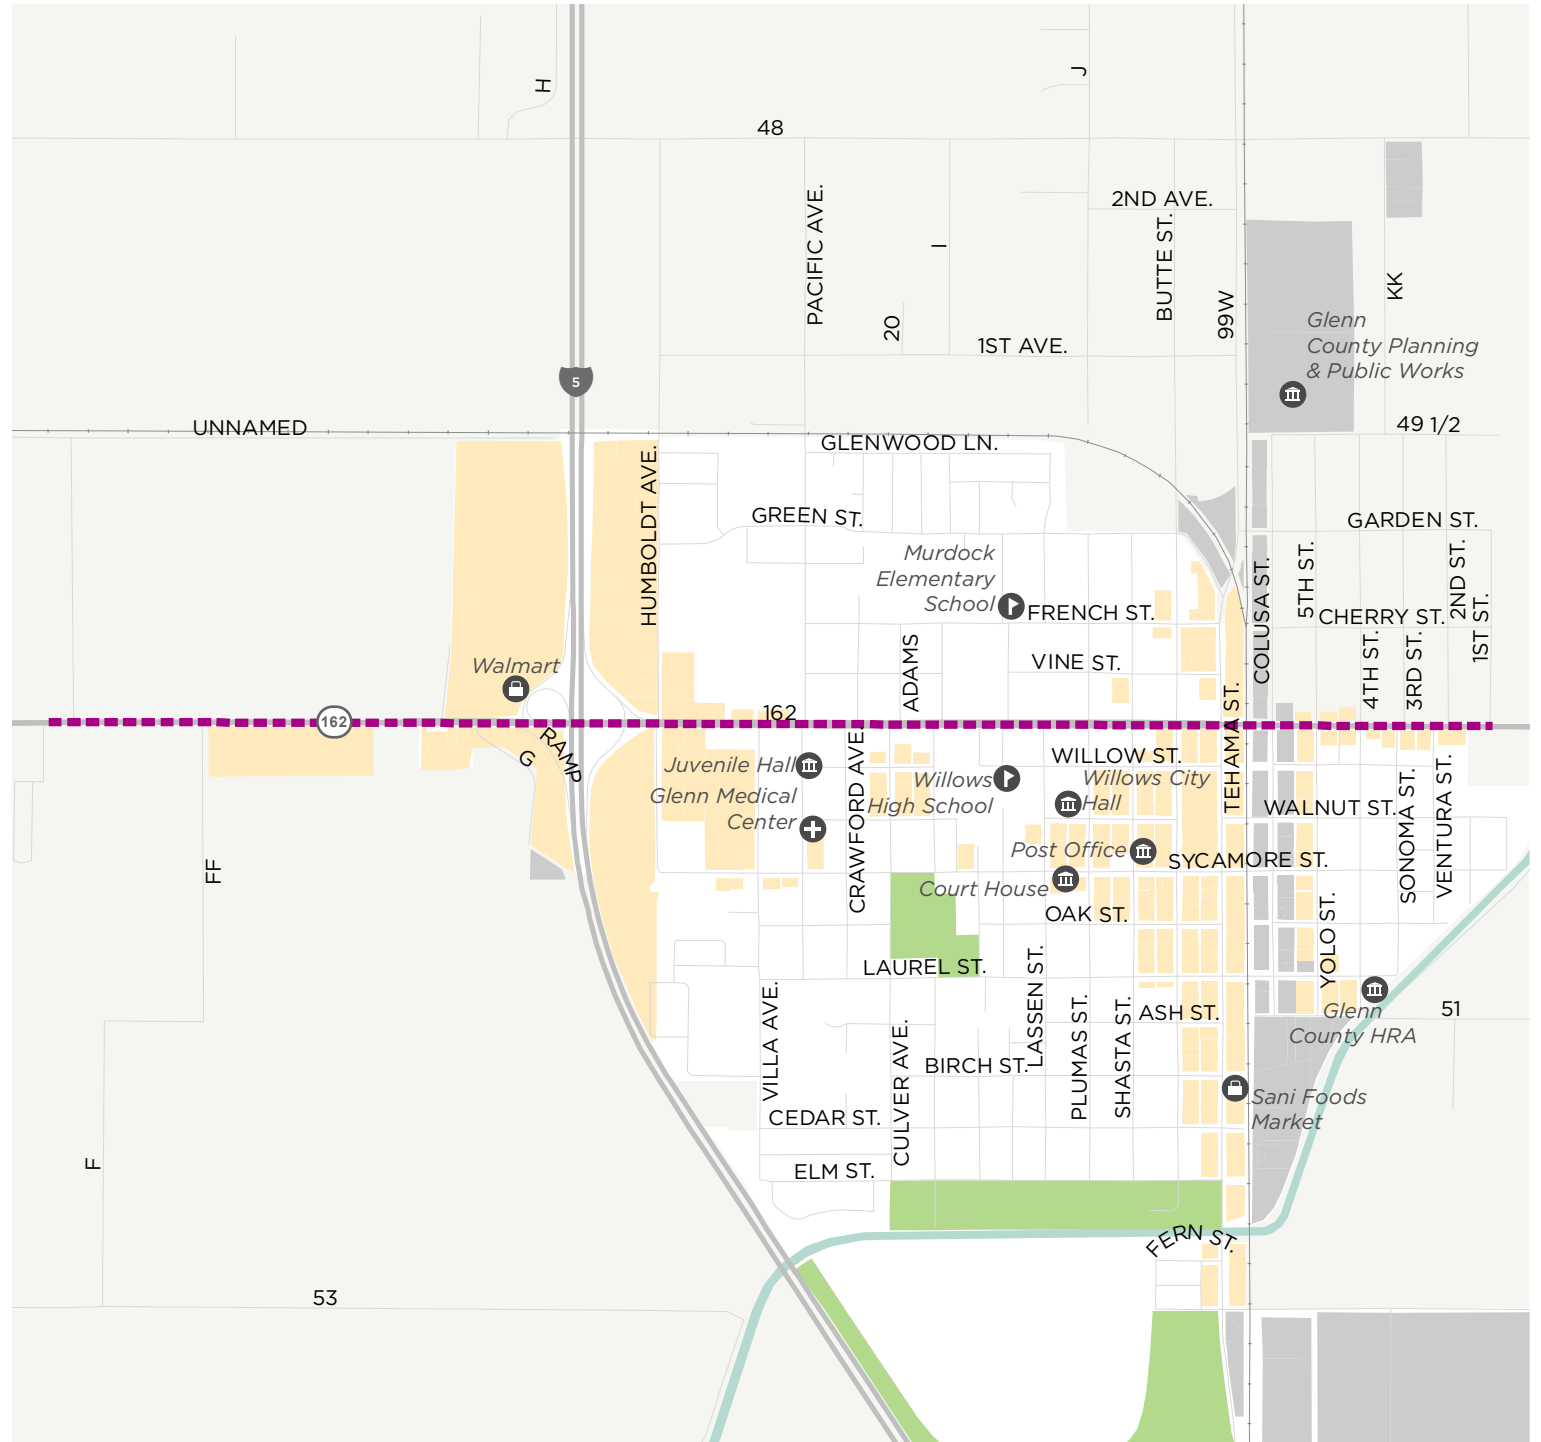 H
J
48
2ND AVE.
PACIFIC AVE.
I
BUTTE ST.
KK
20
99W
1ST AVE.
Glenn
County Planning
& Public Works
5
UNNAMED
49 1/2
GLENWOOD LN.
HUMBOLDT AVE.
GREEN ST.
GARDEN ST.
Murdock
Elementary
School
FRENCH ST.
COLUSA ST.
5TH ST.
2ND ST.
CHERRY ST.
1ST ST.
ADAMS
VINE ST.
4TH ST.
3RD ST.
Walmart
TEHAMA ST.
162
162
RAMP
G
Juvenile Hall
Glenn Medical
Center
CRAWFORD AVE.
Willows
High School
WILLOW ST.
Willows City
Hall
WALNUT ST.
SONOMA ST.
VENTURA ST.
FF
Post Office
SYCAMORE ST.
Court House
OAK ST.
YOLO ST.
LAUREL ST.
LASSEN ST.
VILLA AVE.
PLUMAS ST.
SHASTA ST.
ASH ST.
Glenn
County HRA
51
CULVER AVE.
BIRCH ST.
Sani Foods
Market
CEDAR ST.
F
ELM ST.
FERN ST.
53